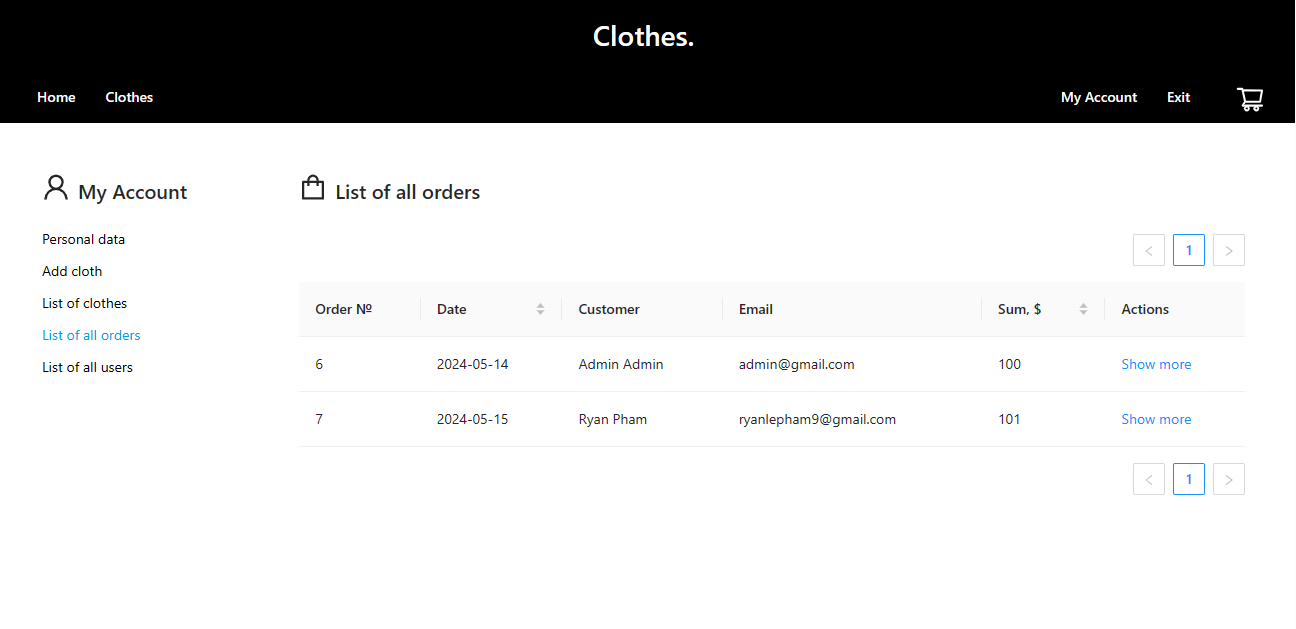 Clothes.
Home Clothes My Account Exit
My Account
Personal data
Add cloth
List of clothes
List of all orders
List of all users
List of all orders
< 1 >
Order № Date Customer Email Sum, $ Actions
6 2024-05-14 Admin Admin admin@gmail.com 100 Show more
7 2024-05-15 Ryan Pham ryanlepham9@gmail.com 101 Show more
< 1 >